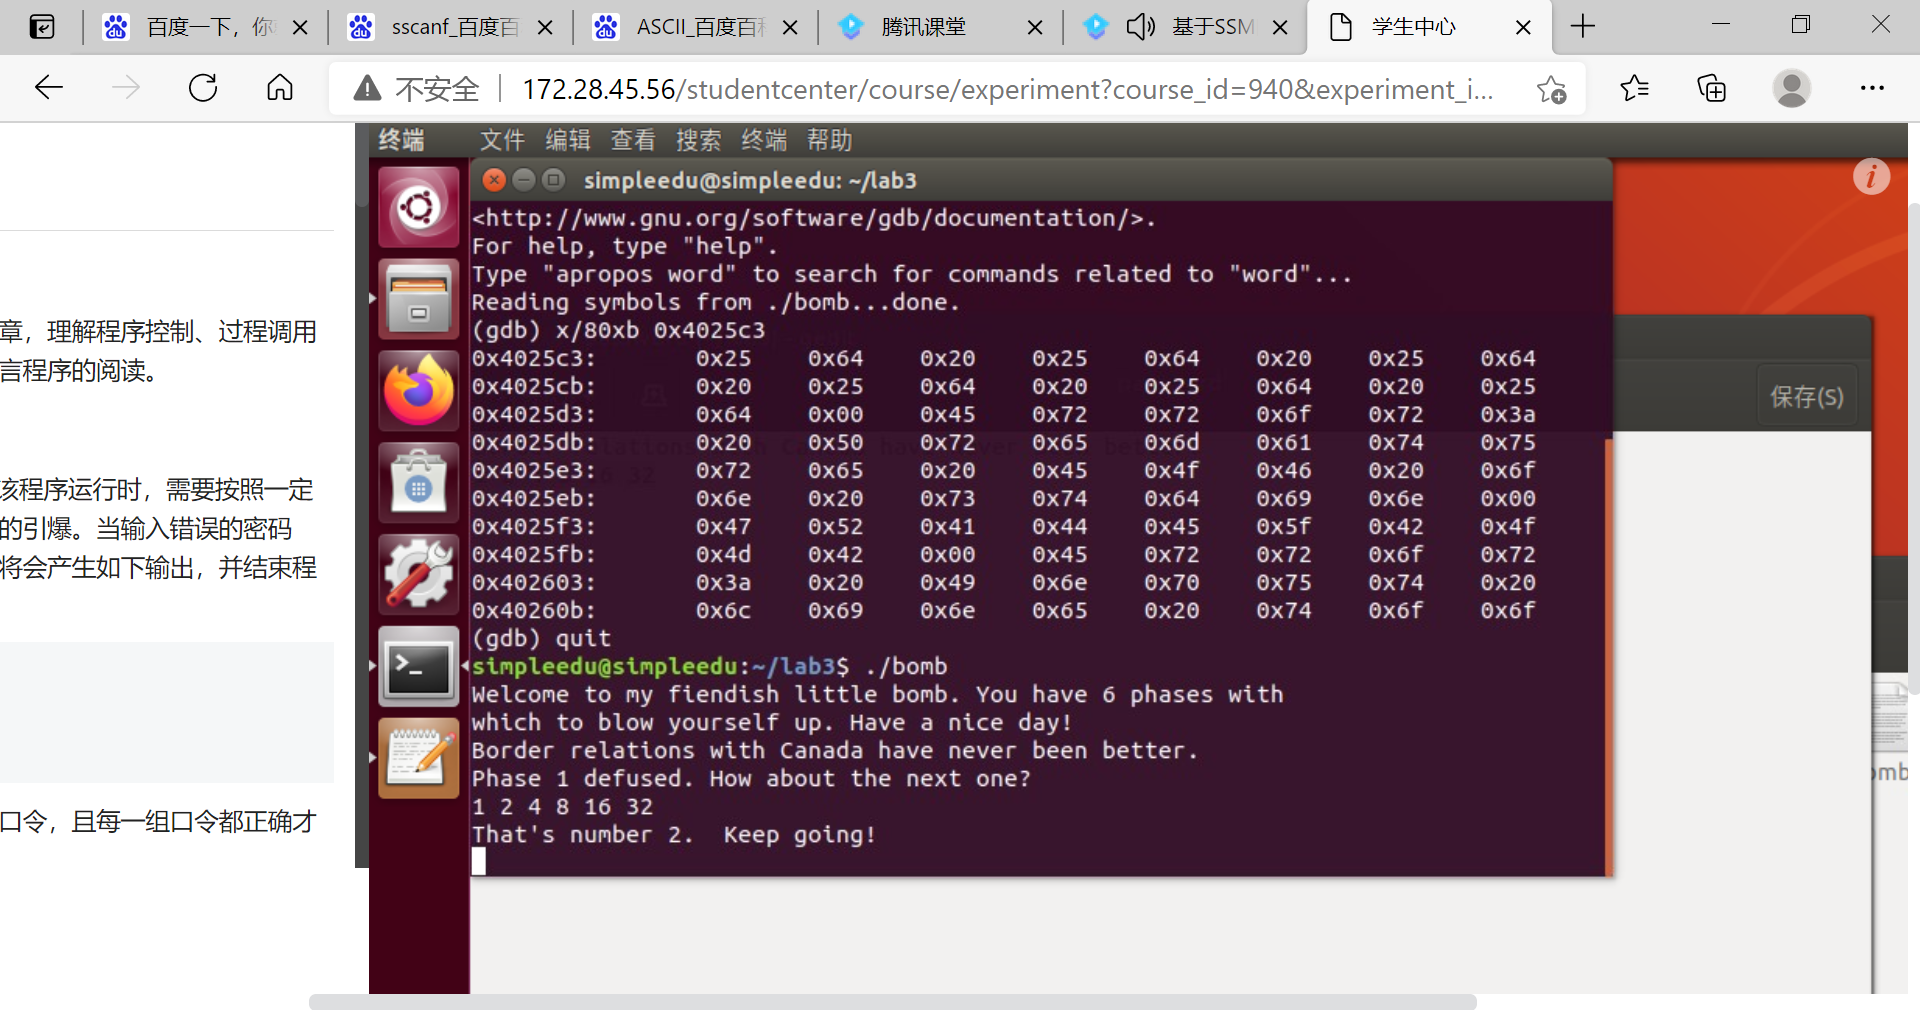 百度一下，你
sscanf_百度百
ASCII_百度百科
腾讯课堂
基于SSM
学生中心
不安全
172.28.45.56/studentcenter/course/experiment?course_id=940&experiment_i...
终端 文件 编辑 查看 搜索 终端 帮助
simpleedu@simpleedu: ~/lab3
<http://www.gnu.org/software/gdb/documentation/>.
For help, type "help".
Type "apropos word" to search for commands related to "word"...
Reading symbols from ./bomb...done.
(gdb) x/80xb 0x4025c3
0x4025c3: 0x25 0x64 0x20 0x25 0x64 0x20 0x25 0x64
0x4025cb: 0x20 0x25 0x64 0x20 0x25 0x64 0x20 0x25
0x4025d3: 0x64 0x00 0x45 0x72 0x72 0x6f 0x72 0x3a
0x4025db: 0x20 0x50 0x72 0x65 0x6d 0x61 0x74 0x75
0x4025e3: 0x72 0x65 0x20 0x45 0x4f 0x46 0x20 0x6f
0x4025eb: 0x6e 0x20 0x73 0x74 0x64 0x69 0x6e 0x00
0x4025f3: 0x47 0x52 0x41 0x44 0x45 0x5f 0x42 0x4f
0x4025fb: 0x4d 0x42 0x00 0x45 0x72 0x72 0x6f 0x72
0x402603: 0x3a 0x20 0x49 0x6e 0x70 0x75 0x74 0x20
0x40260b: 0x6c 0x69 0x6e 0x65 0x20 0x74 0x6f 0x6f
(gdb) quit
simpleedu@simpleedu:~/lab3$ ./bomb
Welcome to my fiendish little bomb. You have 6 phases with
which to blow yourself up. Have a nice day!
Border relations with Canada have never been better.
Phase 1 defused. How about the next one?
1 2 4 8 16 32
That's number 2.  Keep going!
保存(S)
omb
章，理解程序控制、过程调用
言程序的阅读。
该程序运行时，需要按照一定
的引爆。当输入错误的密码
将会产生如下输出，并结束程
口令，且每一组口令都正确才